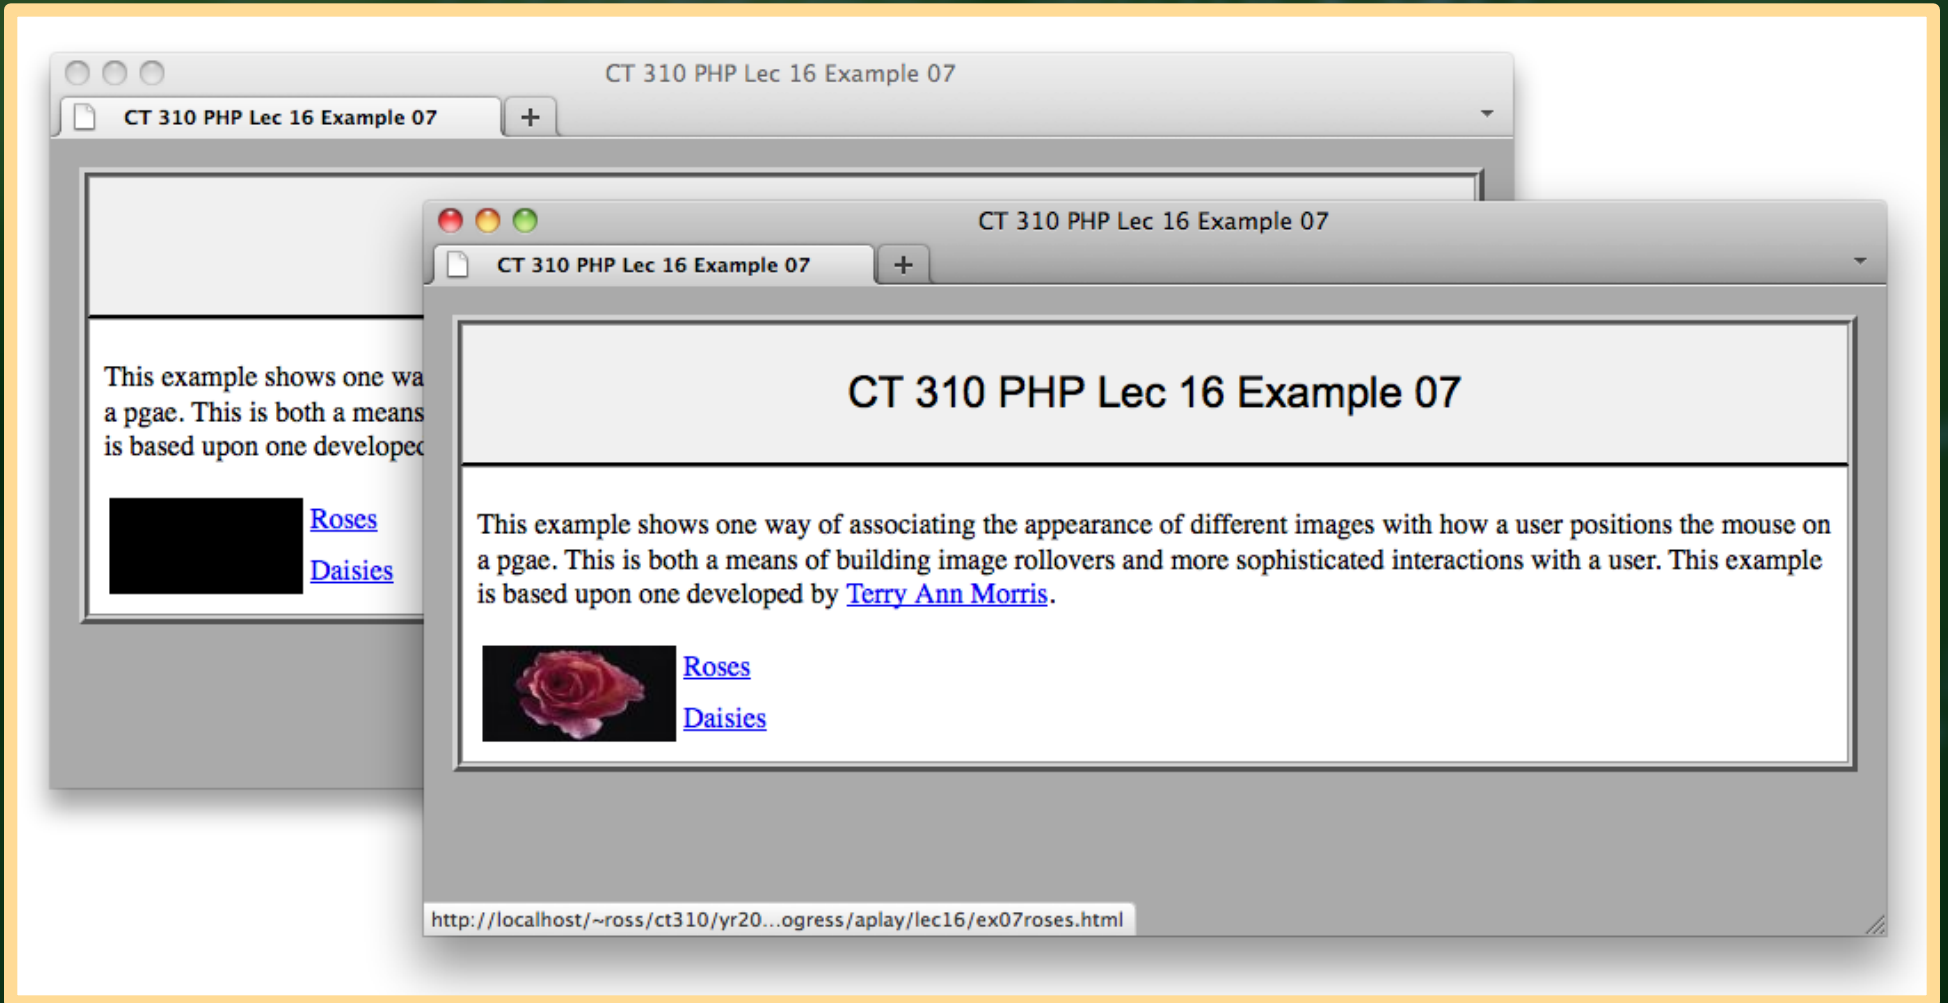 CT 310 PHP Lec 16 Example 07
CT 310 PHP Lec 16 Example 07
This example shows one wa
a pgae. This is both a means
is based upon one developed
Roses
Daisies
CT 310 PHP Lec 16 Example 07
CT 310 PHP Lec 16 Example 07
CT 310 PHP Lec 16 Example 07
This example shows one way of associating the appearance of different images with how a user positions the mouse on
a pgae. This is both a means of building image rollovers and more sophisticated interactions with a user. This example
is based upon one developed by Terry Ann Morris.
Roses
Daisies
http://localhost/~ross/ct310/yr20...ogress/aplay/lec16/ex07roses.html